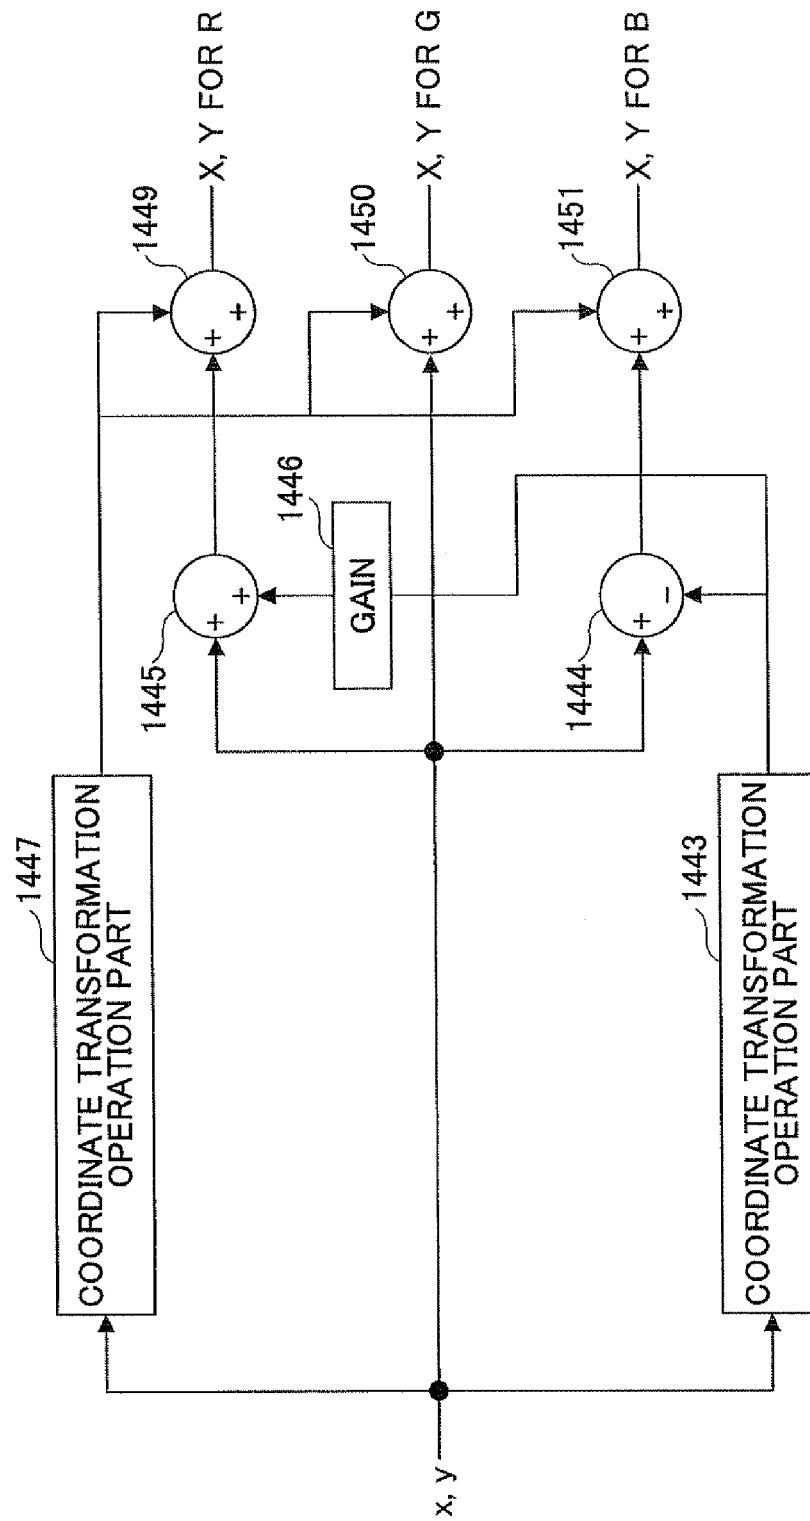 1447
COORDINATE TRANSFORMATION
OPERATION PART
1449
+
+
X, Y FOR R
1445
+
+
1446
GAIN
1450
+
+
X, Y FOR G
x, y
1444
+
−
1451
+
+
X, Y FOR B
1443
COORDINATE TRANSFORMATION
OPERATION PART